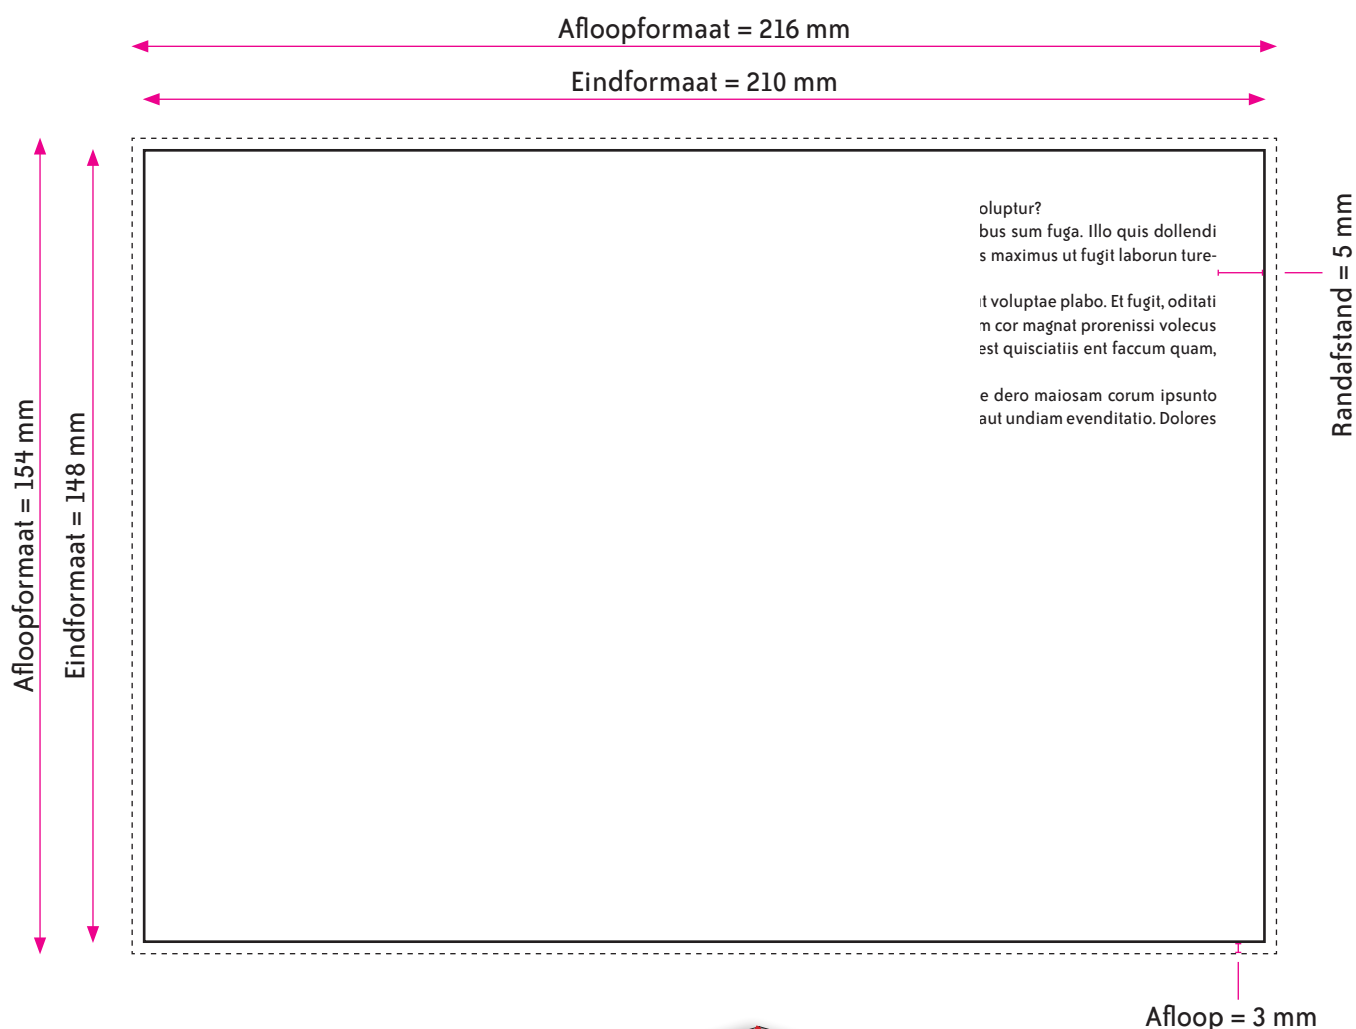 Afloopformaat = 216 mm
Eindformaat = 210 mm
Afloopformaat = 154 mm
Eindformaat = 148 mm
oluptur?
bus sum fuga. Illo quis dollendi
s maximus ut fugit laborun ture-
t voluptae plabo. Et fugit, oditati
m cor magnat prorenissi volecus
est quisciatiis ent faccum quam,
e dero maiosam corum ipsunto
aut undiam evenditatio. Dolores
Randafstand = 5 mm
Afloop = 3 mm